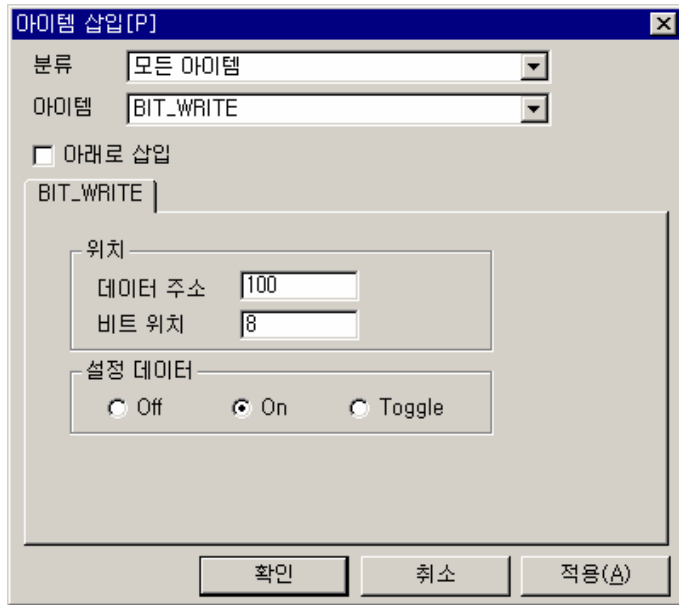 아이템 삽입[P]
분류 모든 아이템
아이템 BIT_WRITE
아래로 삽입
BIT_WRITE
위치
데이터 주소 100
비트 위치 8
설정 데이터
Off On Toggle
확인 취소 적용(A)